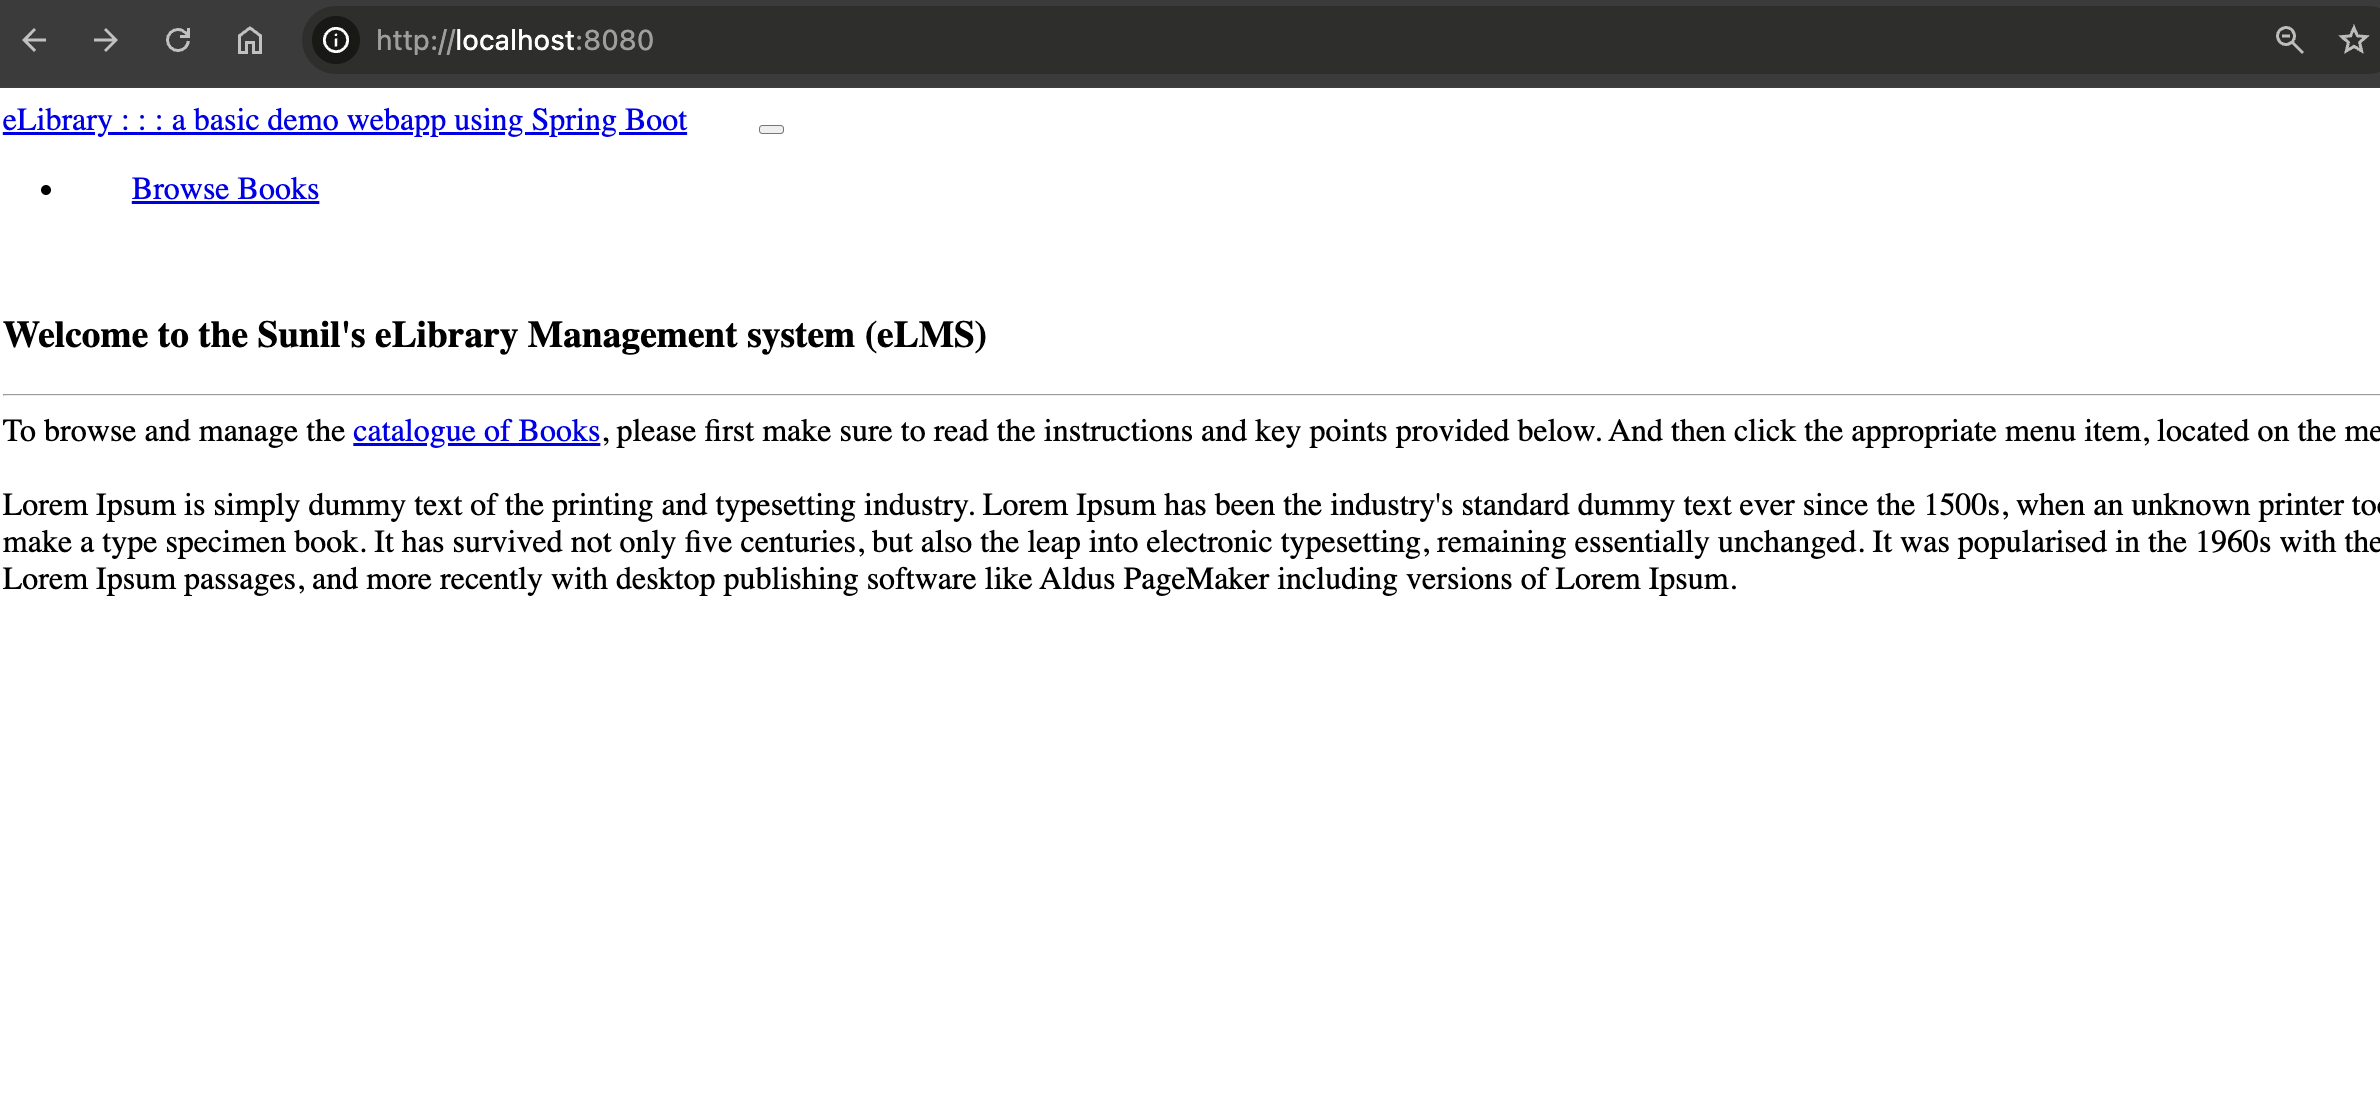 http://localhost:8080
eLibrary : : : a basic demo webapp using Spring Boot
Browse Books
Welcome to the Sunil's eLibrary Management system (eLMS)
To browse and manage the catalogue of Books, please first make sure to read the instructions and key points provided below. And then click the appropriate menu item, located on the
Lorem Ipsum is simply dummy text of the printing and typesetting industry. Lorem Ipsum has been the industry's standard dummy text ever since the 1500s, when an unknown printer
make a type specimen book. It has survived not only five centuries, but also the leap into electronic typesetting, remaining essentially unchanged. It was popularised in the 1960s with the
Lorem Ipsum passages, and more recently with desktop publishing software like Aldus PageMaker including versions of Lorem Ipsum.